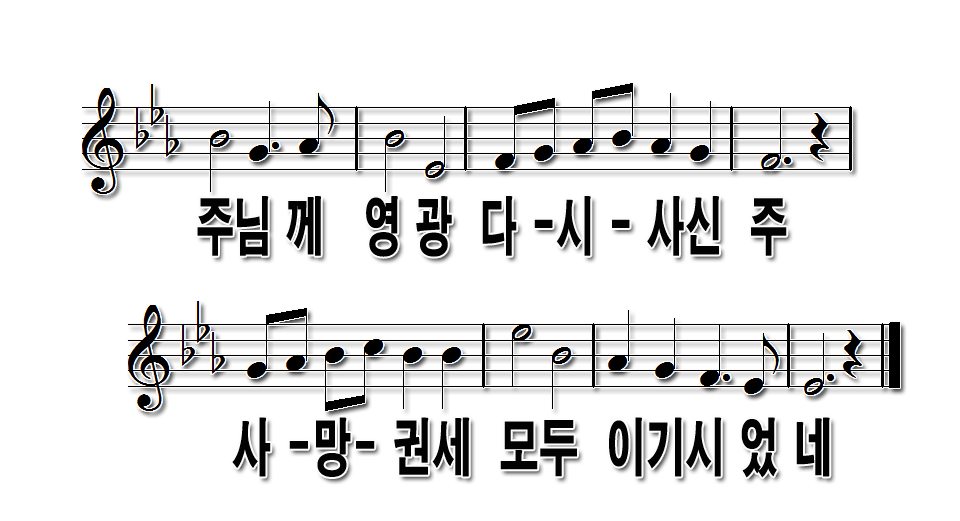 주님 께 영 광 다 -시 - 사신 주
사 -망- 권세 모두 이기시 었 네